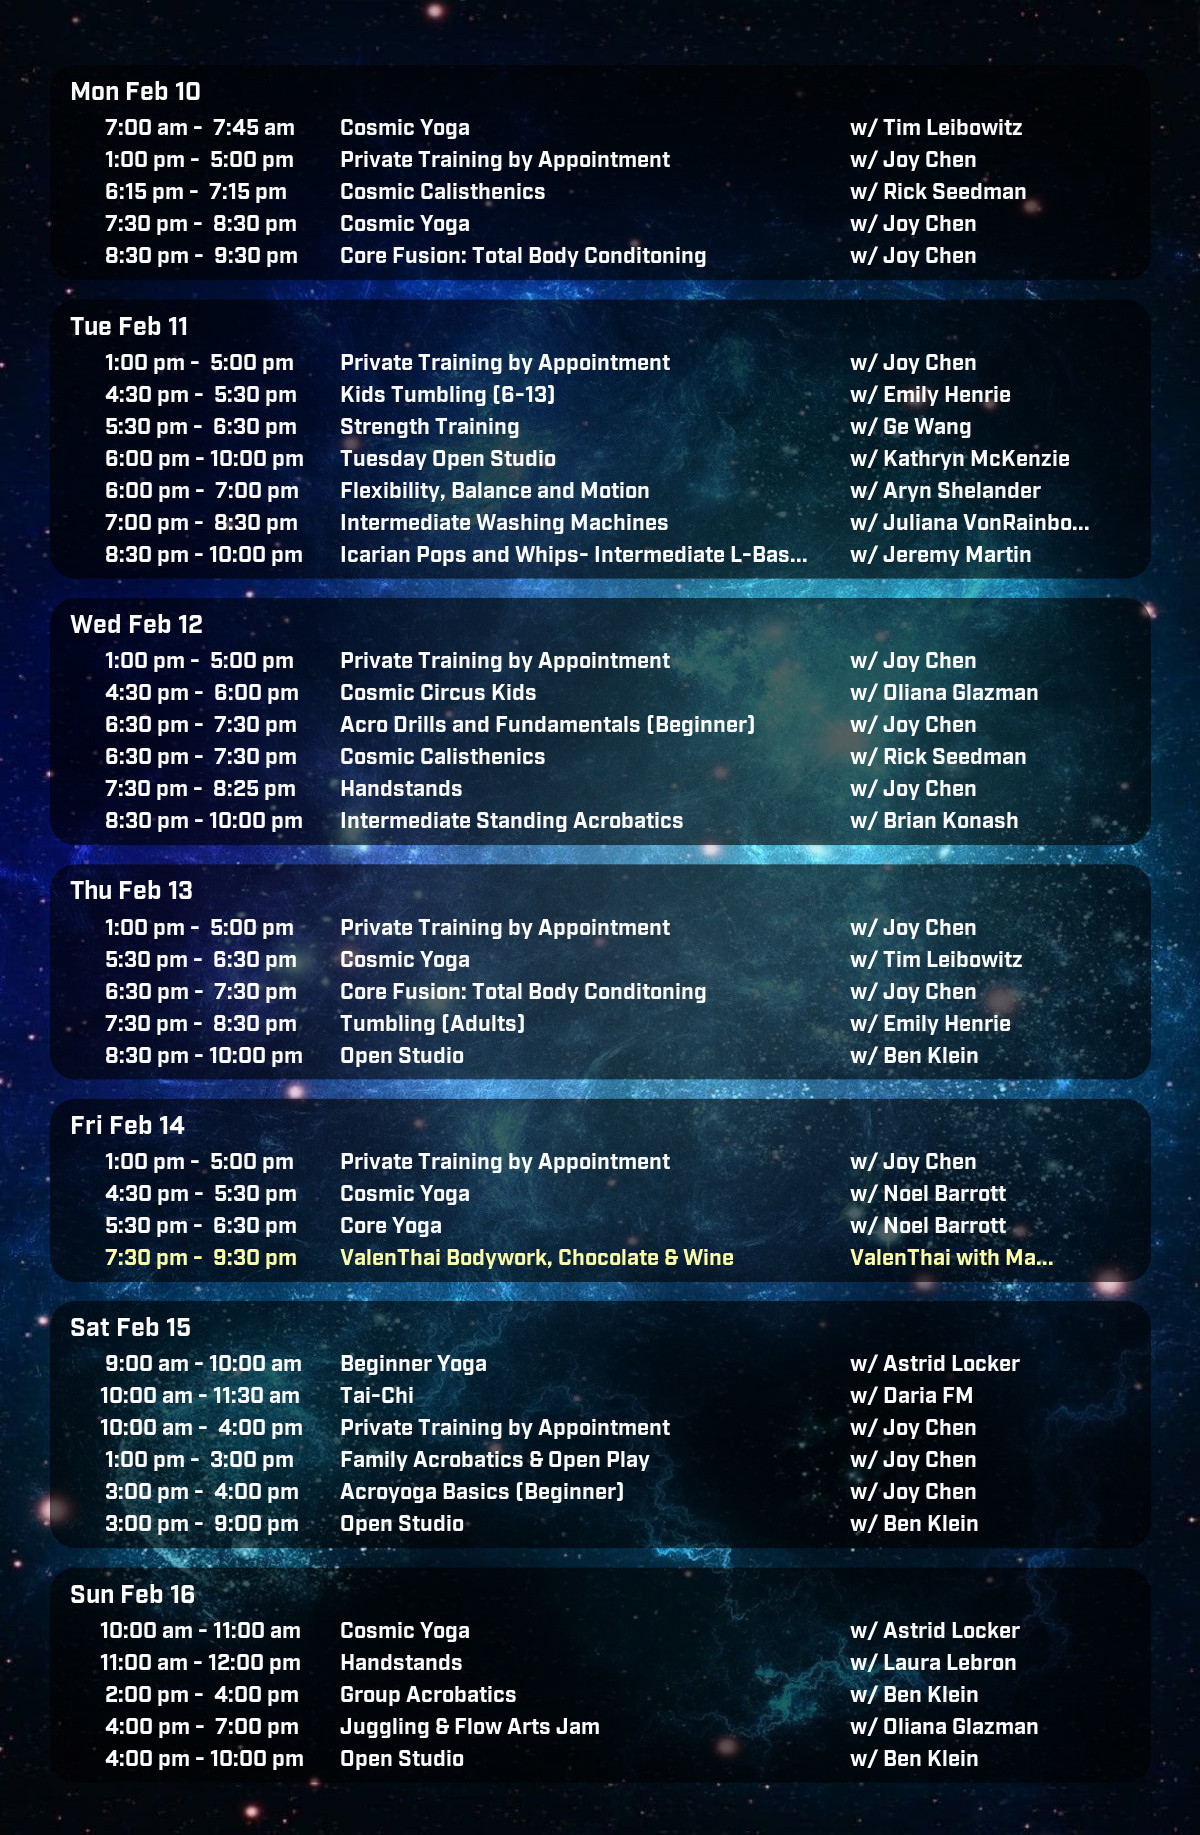 Mon Feb 10
7:00 am - 7:45 am Cosmic Yoga w/ Tim Leibowitz
1:00 pm - 5:00 pm Private Training by Appointment w/ Joy Chen
6:15 pm - 7:15 pm Cosmic Calisthenics w/ Rick Seedman
7:30 pm - 8:30 pm Cosmic Yoga w/ Joy Chen
8:30 pm - 9:30 pm Core Fusion: Total Body Conditoning w/ Joy Chen
Tue Feb 11
1:00 pm - 5:00 pm Private Training by Appointment w/ Joy Chen
4:30 pm - 5:30 pm Kids Tumbling (6-13) w/ Emily Henrie
5:30 pm - 6:30 pm Strength Training w/ Ge Wang
6:00 pm - 10:00 pm Tuesday Open Studio w/ Kathryn McKenzie
6:00 pm - 7:00 pm Flexibility, Balance and Motion w/ Aryn Shelander
7:00 pm - 8:30 pm Intermediate Washing Machines w/ Juliana VonRainbo...
8:30 pm - 10:00 pm Icarian Pops and Whips- Intermediate L-Bas... w/ Jeremy Martin
Wed Feb 12
1:00 pm - 5:00 pm Private Training by Appointment w/ Joy Chen
4:30 pm - 6:00 pm Cosmic Circus Kids w/ Oliana Glazman
6:30 pm - 7:30 pm Acro Drills and Fundamentals (Beginner) w/ Joy Chen
6:30 pm - 7:30 pm Cosmic Calisthenics w/ Rick Seedman
7:30 pm - 8:25 pm Handstands w/ Joy Chen
8:30 pm - 10:00 pm Intermediate Standing Acrobatics w/ Brian Konash
Thu Feb 13
1:00 pm - 5:00 pm Private Training by Appointment w/ Joy Chen
5:30 pm - 6:30 pm Cosmic Yoga w/ Tim Leibowitz
6:30 pm - 7:30 pm Core Fusion: Total Body Conditoning w/ Joy Chen
7:30 pm - 8:30 pm Tumbling (Adults) w/ Emily Henrie
8:30 pm - 10:00 pm Open Studio w/ Ben Klein
Fri Feb 14
1:00 pm - 5:00 pm Private Training by Appointment w/ Joy Chen
4:30 pm - 5:30 pm Cosmic Yoga w/ Noel Barrott
5:30 pm - 6:30 pm Core Yoga w/ Noel Barrott
7:30 pm - 9:30 pm ValenThai Bodywork, Chocolate & Wine ValenThai with Ma...
Sat Feb 15
9:00 am - 10:00 am Beginner Yoga w/ Astrid Locker
10:00 am - 11:30 am Tai-Chi w/ Daria FM
10:00 am - 4:00 pm Private Training by Appointment w/ Joy Chen
1:00 pm - 3:00 pm Family Acrobatics & Open Play w/ Joy Chen
3:00 pm - 4:00 pm Acroyoga Basics (Beginner) w/ Joy Chen
3:00 pm - 9:00 pm Open Studio w/ Ben Klein
Sun Feb 16
10:00 am - 11:00 am Cosmic Yoga w/ Astrid Locker
11:00 am - 12:00 pm Handstands w/ Laura Lebron
2:00 pm - 4:00 pm Group Acrobatics w/ Ben Klein
4:00 pm - 7:00 pm Juggling & Flow Arts Jam w/ Oliana Glazman
4:00 pm - 10:00 pm Open Studio w/ Ben Klein